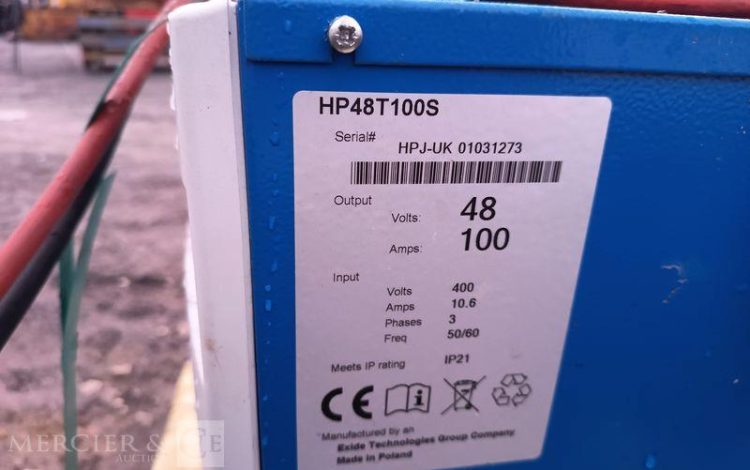 HP48T100S
Serial#
HPJ-UK 01031273
Output
Volts: 48
Amps: 100
Input
Volts 400
Amps 10.6
Phases 3
Freq 50/60
Meets IP rating IP21
CE
Manufactured by an
Exide Technologies Group Company
Made in Poland
MERCIER & CE
AUCTION